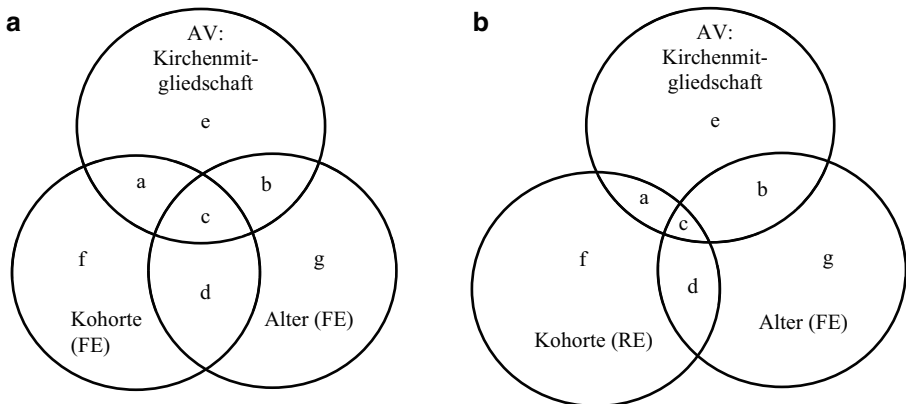 a
AV:
Kirchenmit-
gliedschaft
e
a
b
c
f
g
d
Kohorte
(FE)
Alter (FE)
b
AV:
Kirchenmit-
gliedschaft
e
a
b
c
f
g
d
Kohorte (RE)
Alter (FE)